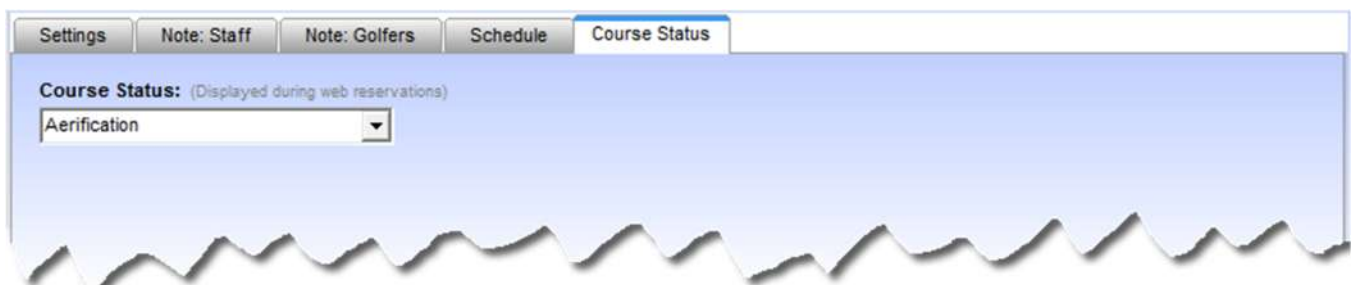 Settings Note: Staff Note: Golfers Schedule Course Status
Course Status: (Displayed during web reservations)
Aerification